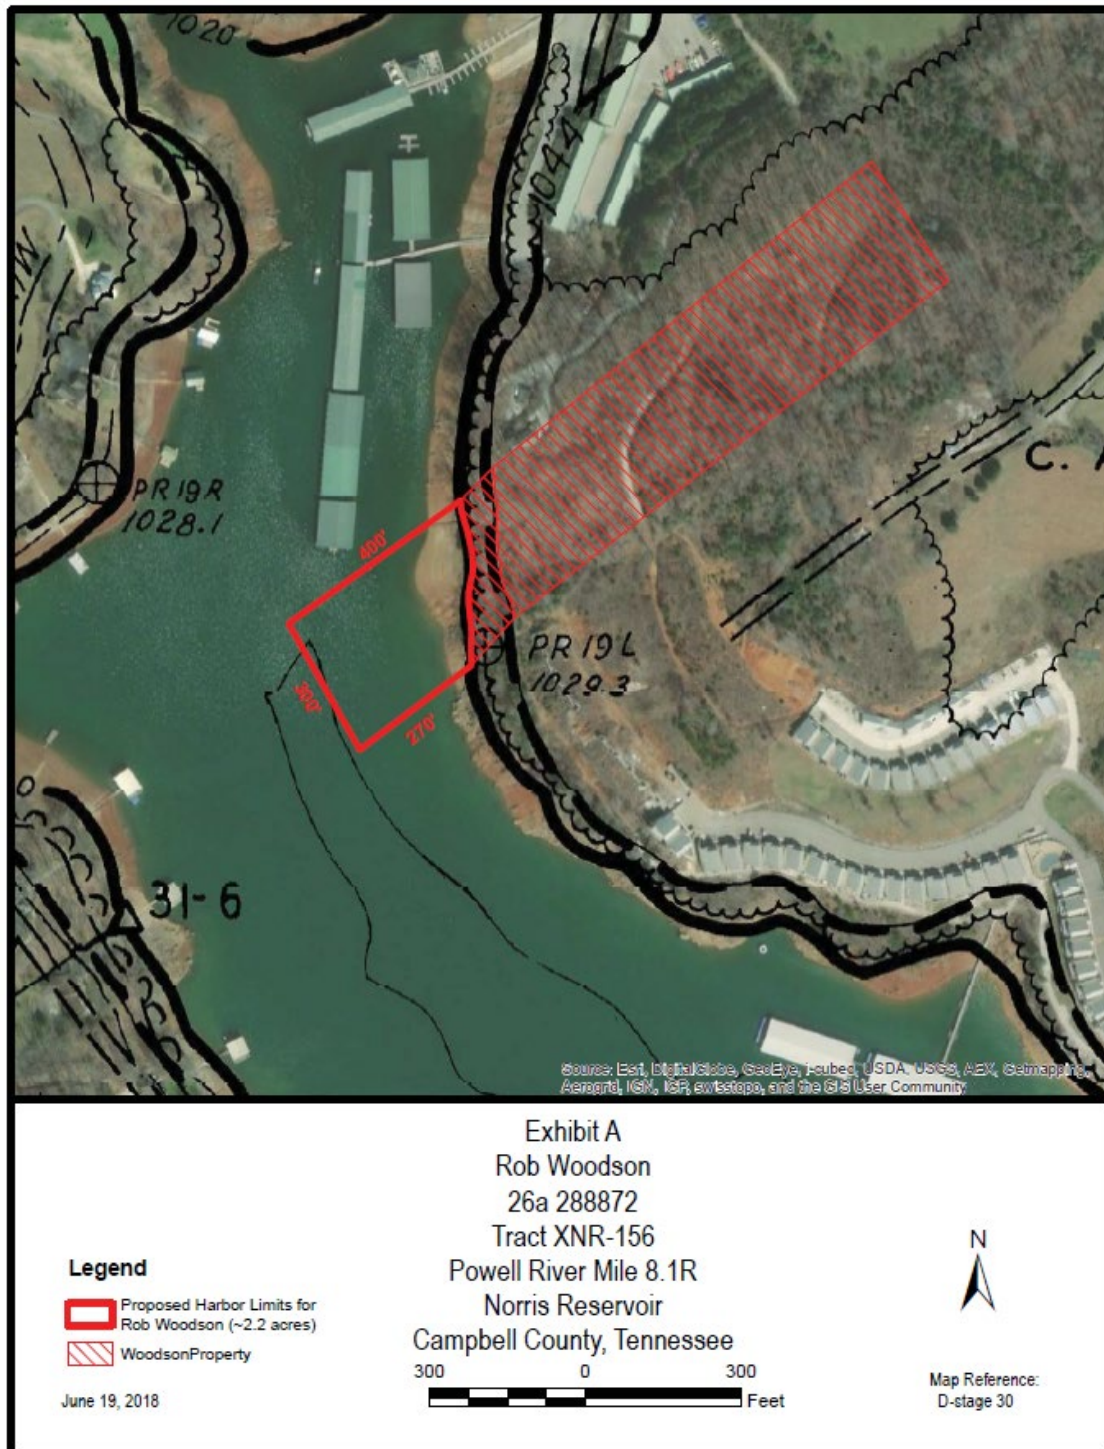 1020
1044
PR 19R
1028.1
C.
400'
300'
270'
PR 19L
1029.3
31-6
Source: Esri, DigitalGlobe, GeoEye, i-cubed, USDA, USGS, AEX, Getmapping,
Aerogrid, IGN, IGP, swisstopo, and the GIS User Community
Exhibit A
Rob Woodson
26a 288872
Tract XNR-156
Powell River Mile 8.1R
Norris Reservoir
Campbell County, Tennessee
300 0 300
Feet
Legend
Proposed Harbor Limits for
Rob Woodson (~2.2 acres)
WoodsonProperty
June 19, 2018
N
Map Reference:
D-stage 30